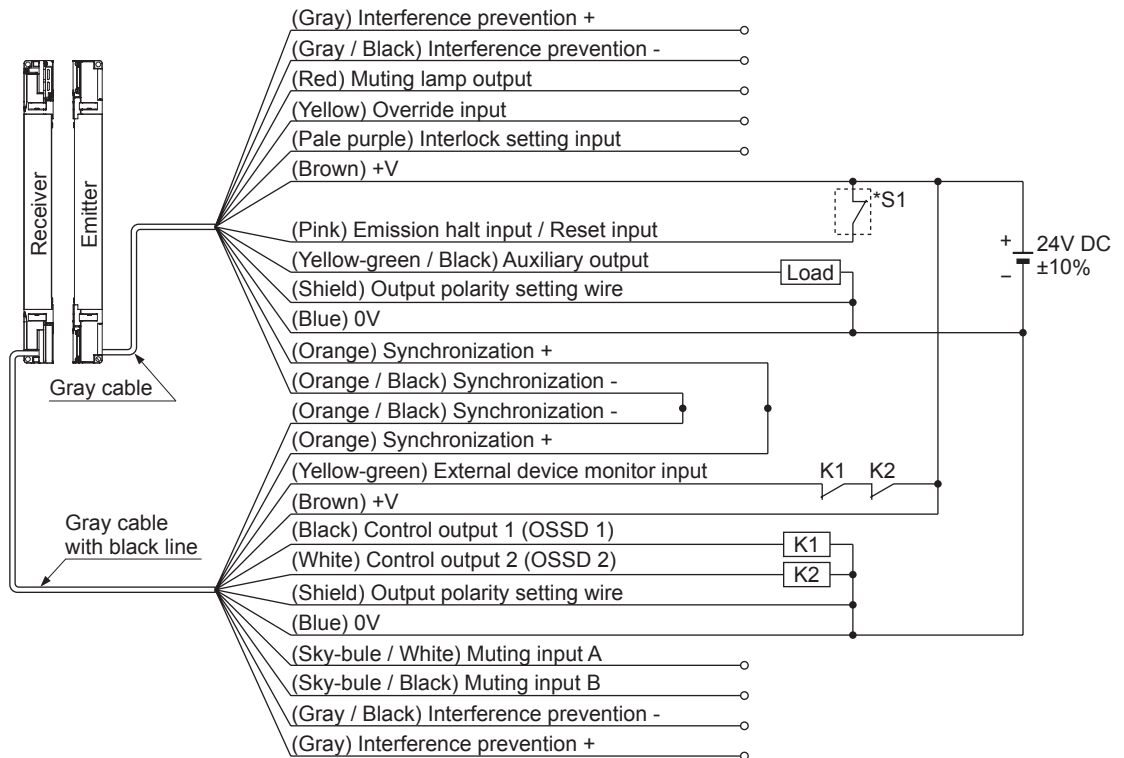 (Gray) Interference prevention +
(Gray / Black) Interference prevention -
(Red) Muting lamp output
(Yellow) Override input
(Pale purple) Interlock setting input
(Brown) +V
*S1
(Pink) Emission halt input / Reset input
+
24V DC
±10%
−
(Yellow-green / Black) Auxiliary output
Load
(Shield) Output polarity setting wire
(Blue) 0V
(Orange) Synchronization +
(Orange / Black) Synchronization -
(Orange / Black) Synchronization -
(Orange) Synchronization +
(Yellow-green) External device monitor input
K1 K2
(Brown) +V
(Black) Control output 1 (OSSD 1)
K1
(White) Control output 2 (OSSD 2)
K2
(Shield) Output polarity setting wire
(Blue) 0V
(Sky-bule / White) Muting input A
(Sky-bule / Black) Muting input B
(Gray / Black) Interference prevention -
(Gray) Interference prevention +
Receiver
Emitter
Gray cable
Gray cable
with black line